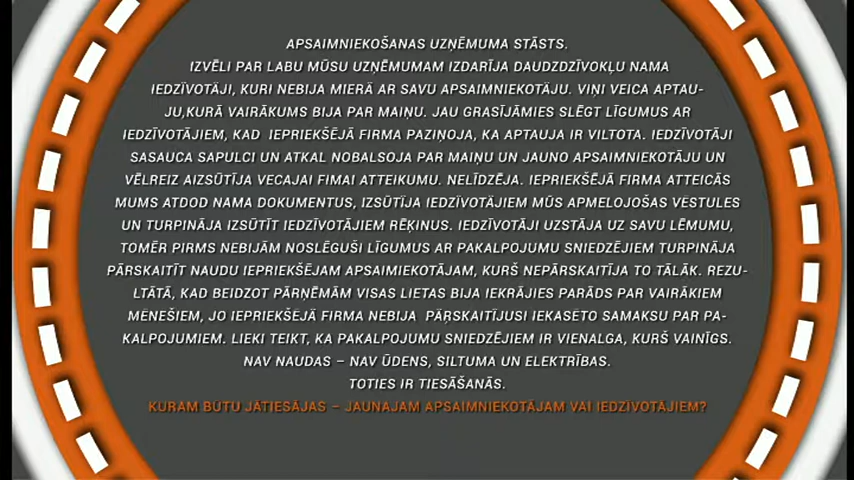 APSAIMNIEKOŠANAS UZŅĒMUMA STĀSTS.
IZVĒLI PAR LABU MŪSU UZŅĒMUMAM IZDARĪJA DAUDZDZĪVOKĻU NAMA
IEDZĪVOTĀJI, KURI NEBIJA MIERĀ AR SAVU APSAIMNIEKOTĀJU. VIŅI VEICA APTAU-
JU,KURĀ VAIRĀKUMS BIJA PAR MAIŅU. JAU GRASĪJĀMIES SLĒGT LĪGUMUS AR
IEDZĪVOTĀJIEM, KAD IEPRIEKŠĒJĀ FIRMA PAZIŅOJA, KA APTAUJA IR VILTOTA. IEDZĪVOTĀJI
SASAUCA SAPULCI UN ATKAL NOBALSOJA PAR MAIŅU UN JAUNO APSAIMNIEKOTĀJU UN
VĒLREIZ AIZSŪTĪJA VECAJAI FIMAI ATTEIKUMU. NELĪDZĒJA. IEPRIEKŠĒJĀ FIRMA ATTEICĀS
MUMS ATDOD NAMA DOKUMENTUS, IZSŪTĪJA IEDZĪVOTĀJIEM MŪS APMELOJOŠAS VĒSTULES
UN TURPINĀJA IZSŪTĪT IEDZĪVOTĀJIEM RĒĶINUS. IEDZĪVOTĀJI UZSTĀJA UZ SAVU LĒMUMU,
TOMĒR PIRMS NEBIJĀM NOSLĒGUŠI LĪGUMUS AR PAKALPOJUMU SNIEDZĒJIEM TURPINĀJA
PĀRSKAITĪT NAUDU IEPRIEKŠĒJAM APSAIMIEKOTĀJAM, KURŠ NEPĀRSKAITĪJA TO TĀLĀK. REZU-
LTĀTĀ, KAD BEIDZOT PĀRŅĒMĀM VISAS LIETAS BIJA IEKRĀJIES PARĀDS PAR VAIRĀKIEM
MĒNEŠIEM, JO IEPRIEKŠĒJĀ FIRMA NEBIJA PĀRSKAITĪJUSI IEKASĒTO SAMAKSU PAR PA-
KALPOJUMIEM. LIEKI TEIKT, KA PAKALPOJUMU SNIEDZĒJIEM IR VIENALGA, KURŠ VAINĪGS.
NAV NAUDAS – NAV ŪDENS, SILTUMA UN ELEKTRĪBAS.
TOTIES IR TIESĀŠANĀS.
KURAM BŪTU JĀTIESĀJAS – JAUNAJAM APSAIMNIEKOTĀJAM VAI IEDZĪVOTĀJIEM?